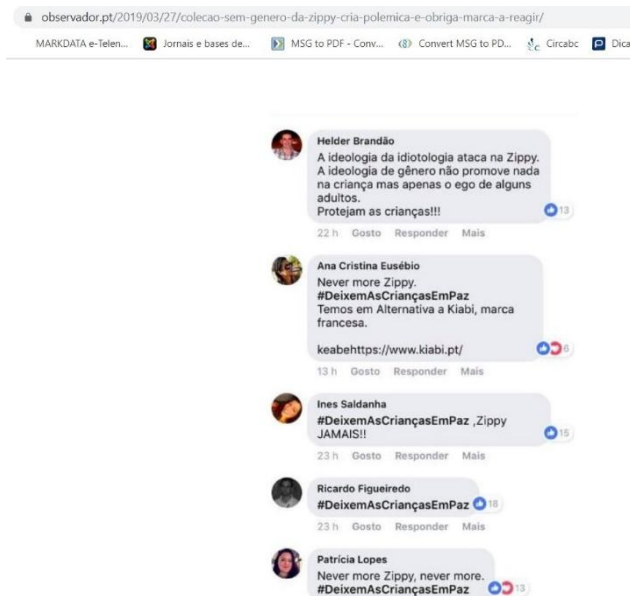 observador.pt/2019/03/27/colecao-sem-genero-da-zippy-cria-polemica-e-obriga-marca-a-reagir/
MARKDATA e-Telen... Jornais e bases de... MSG to PDF - Conv... Convert MSG to PD... Circabc Dica
Helder Brandão
A ideologia da idiotologia ataca na Zippy.
A ideologia de gênero não promove nada
na criança mas apenas o ego de alguns
adultos.
Protejam as crianças!!!
13
22 h Gosto Responder Mais
Ana Cristina Eusébio
Never more Zippy.
#DeixemAsCriançasEmPaz
Temos em Alternativa a Kiabi, marca
francesa.
keabehttps://www.kiabi.pt/
6
13 h Gosto Responder Mais
Ines Saldanha
#DeixemAsCriançasEmPaz ,Zippy
JAMAIS!!
15
23 h Gosto Responder Mais
Ricardo Figueiredo
#DeixemAsCriançasEmPaz 18
23 h Gosto Responder Mais
Patrícia Lopes
Never more Zippy, never more.
#DeixemAsCriançasEmPaz 13